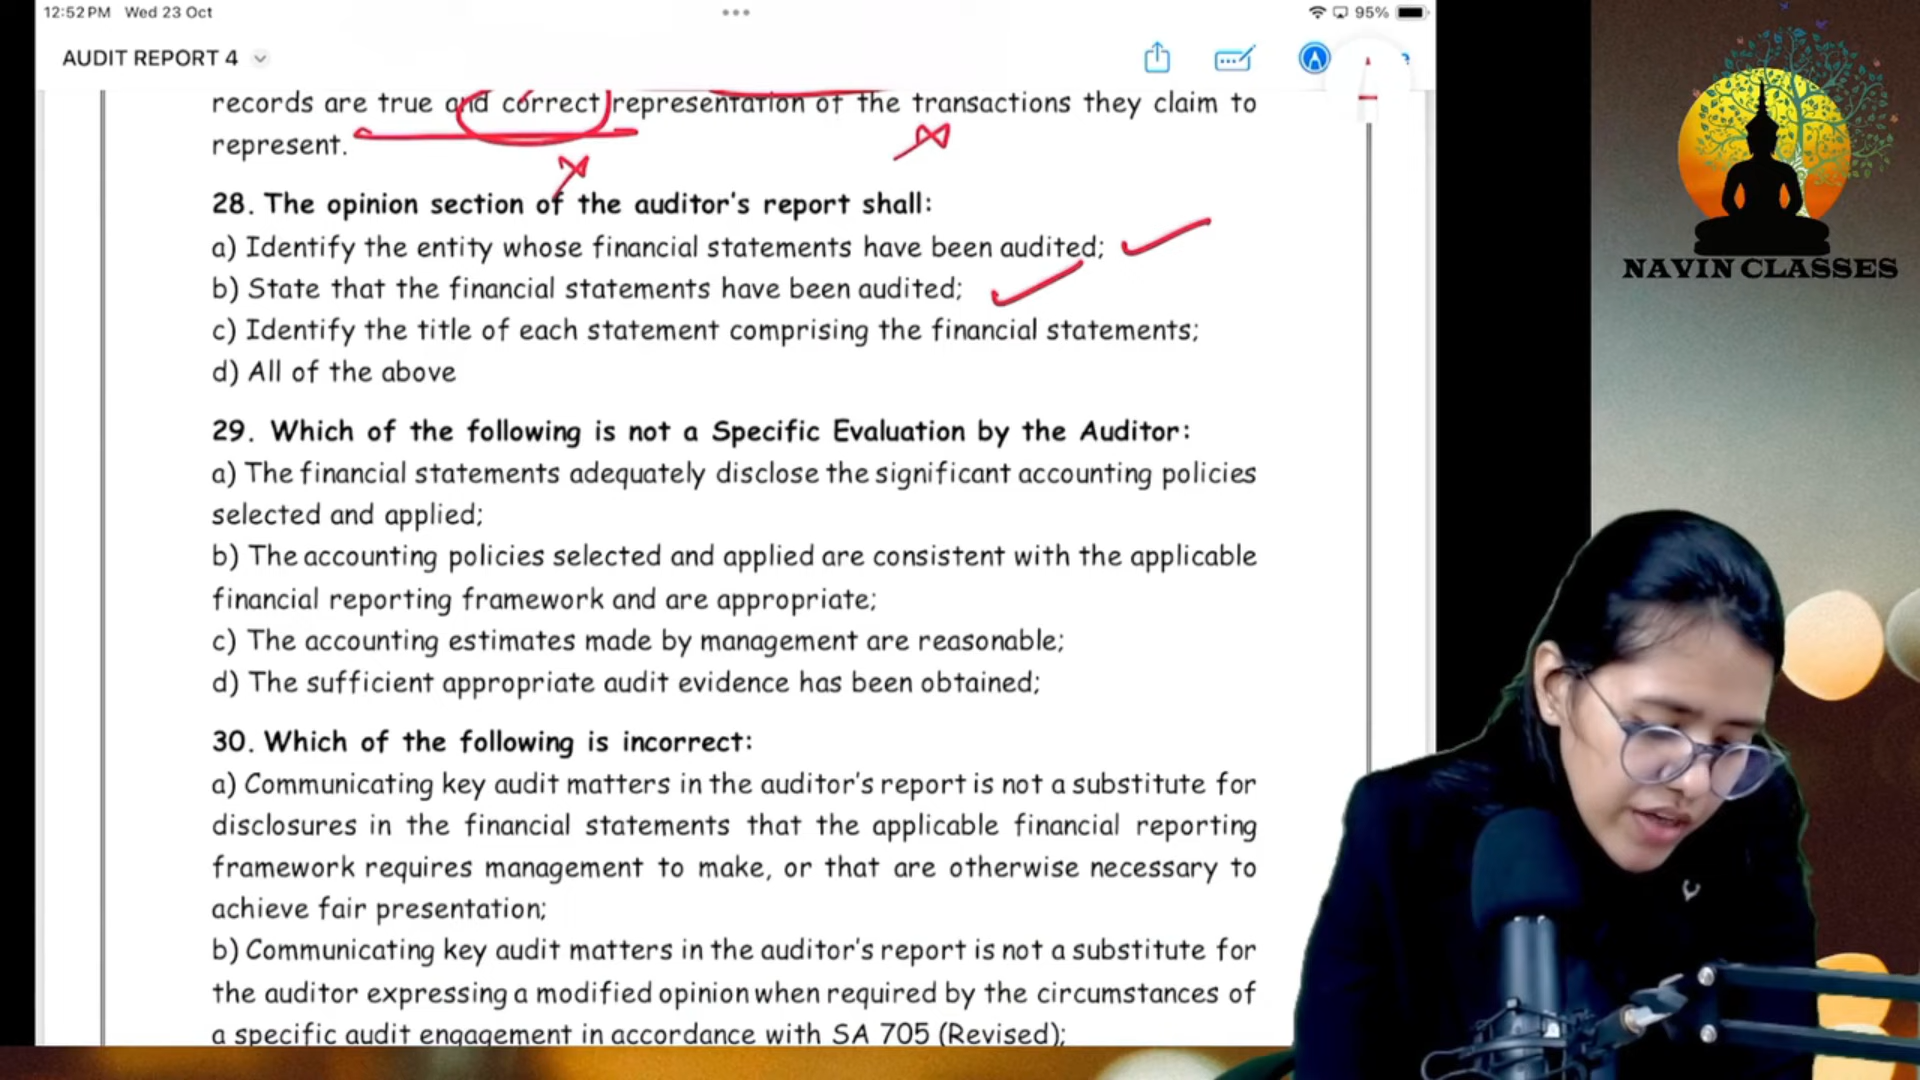 12:52 PM Wed 23 Oct
95%
AUDIT REPORT 4
records are true and correct representation of the transactions they claim to
represent.
28. The opinion section of the auditor's report shall:
a) Identify the entity whose financial statements have been audited;
b) State that the financial statements have been audited;
c) Identify the title of each statement comprising the financial statements;
d) All of the above
29. Which of the following is not a Specific Evaluation by the Auditor:
a) The financial statements adequately disclose the significant accounting policies
selected and applied;
b) The accounting policies selected and applied are consistent with the applicable
financial reporting framework and are appropriate;
c) The accounting estimates made by management are reasonable;
d) The sufficient appropriate audit evidence has been obtained;
30. Which of the following is incorrect:
a) Communicating key audit matters in the auditor's report is not a substitute for
disclosures in the financial statements that the applicable financial reporting
framework requires management to make, or that are otherwise necessary to
achieve fair presentation;
b) Communicating key audit matters in the auditor's report is not a substitute for
the auditor expressing a modified opinion when required by the circumstances of
a specific audit engagement in accordance with SA 705 (Revised);
NAVIN CLASSES